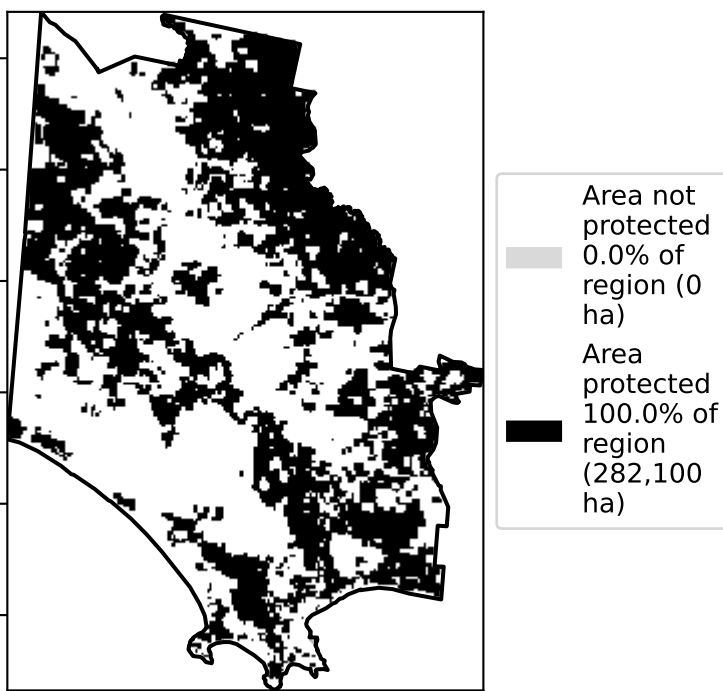 Area not
protected
0.0% of
region (0
ha)
Area
protected
100.0% of
region
(282,100
ha)